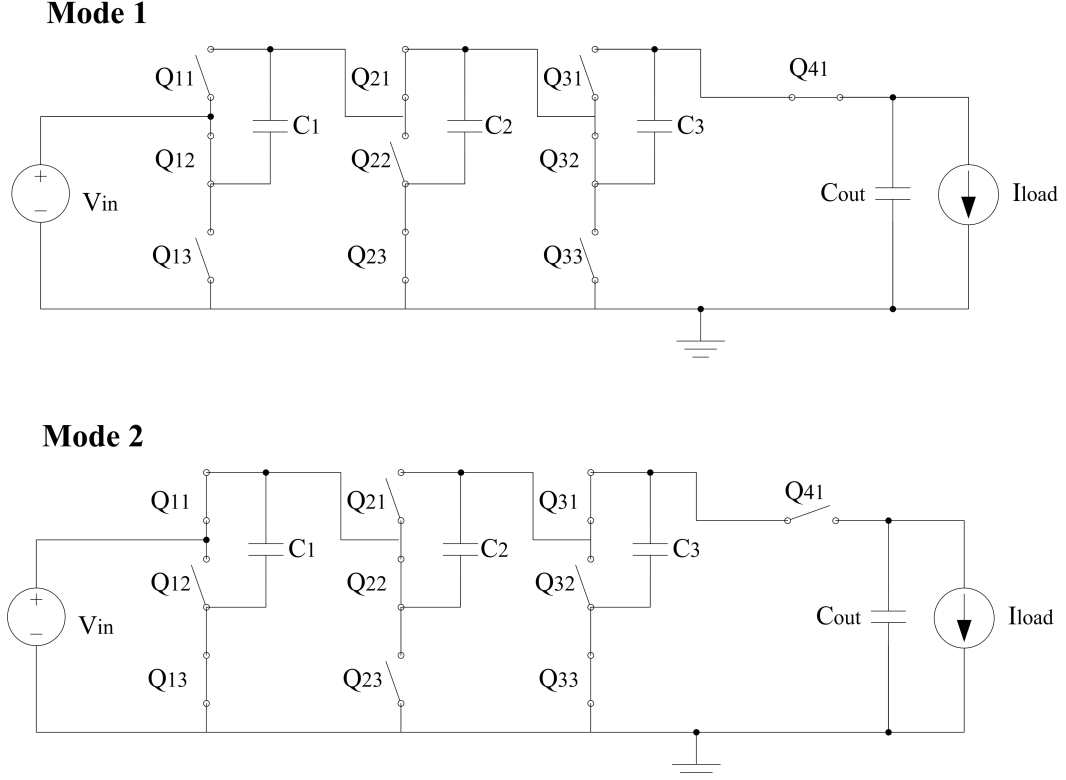 Mode 1
Q11
Q21
Q31
Q41
C1
C2
C3
Q12
Q22
Q32
+
−
Vin
Cout
Iload
Q13
Q23
Q33
Mode 2
Q11
Q21
Q31
Q41
C1
C2
C3
Q12
Q22
Q32
+
−
Vin
Cout
Iload
Q13
Q23
Q33